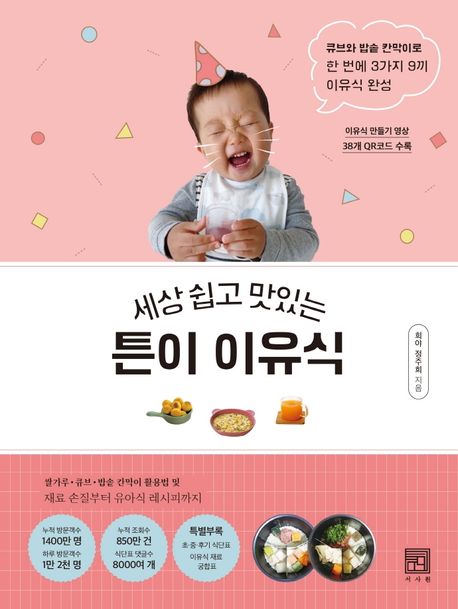 큐브와 밥솥 칸막이로
한 번에 3가지 9끼
이유식 완성
이유식 만들기 영상
38개 QR코드 수록
세상 쉽고 맛있는
튼이 이유식
희야 정주희 지음
쌀가루·큐브·밥솥 칸막이 활용법 및
재료 손질부터 유아식 레시피까지
누적 방문객수
1400만 명
하루 방문객수
1만 2천 명
누적 조회수
850만 건
식단표 댓글수
8000여 개
특별부록
초·중·후기 식단표
이유식 재료
궁합표
서사원